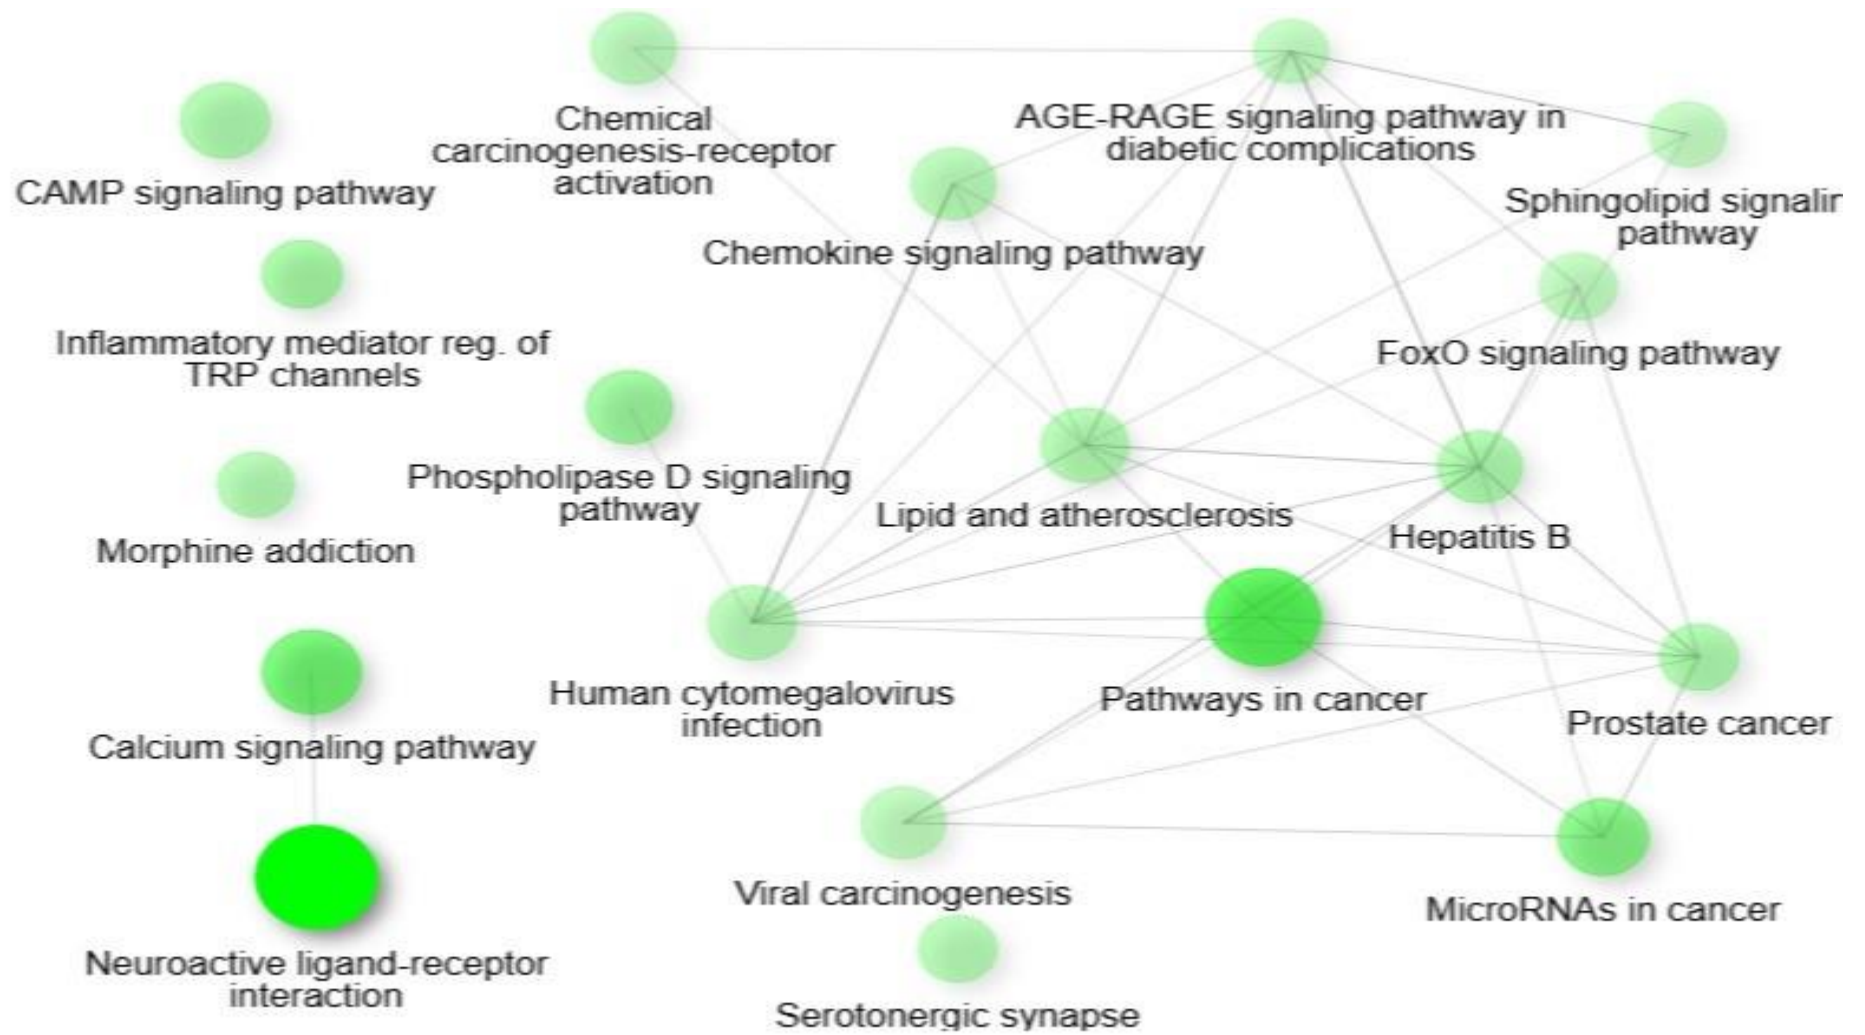 Chemical
carcinogenesis-receptor
activation
AGE-RAGE signaling pathway in
diabetic complications
CAMP signaling pathway
Sphingolipid signalir
pathway
Chemokine signaling pathway
Inflammatory mediator reg. of
TRP channels
FoxO signaling pathway
Phospholipase D signaling
pathway
Lipid and atherosclerosis
Hepatitis B
Morphine addiction
Human cytomegalovirus
infection
Pathways in cancer
Prostate cancer
Calcium signaling pathway
Viral carcinogenesis
MicroRNAs in cancer
Neuroactive ligand-receptor
interaction
Serotonergic synapse